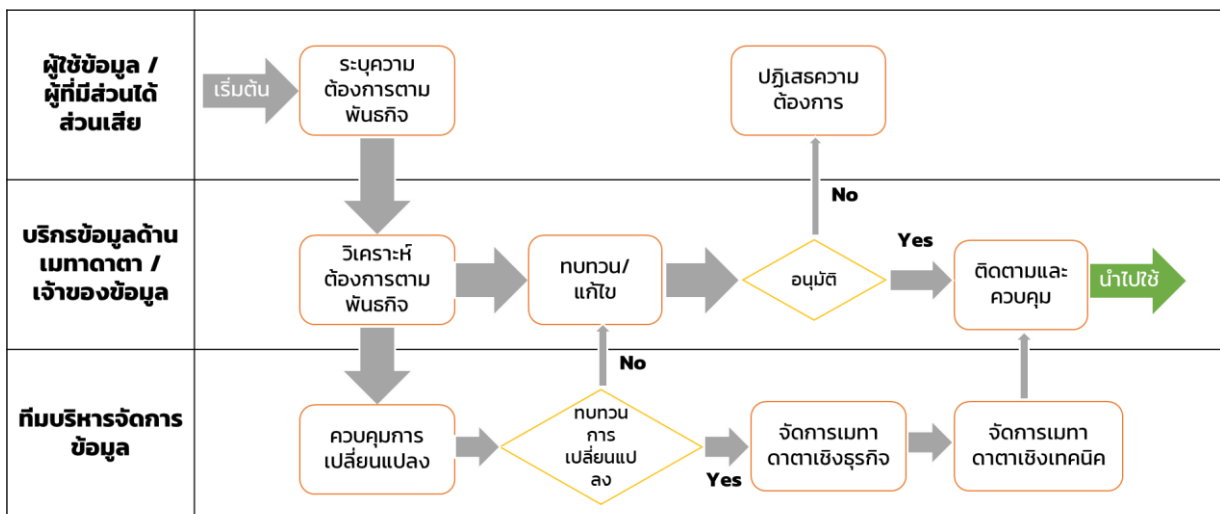 ผู้ใช้ข้อมูล /
ผู้ที่มีส่วนได้
ส่วนเสีย
เริ่มต้น
ระบุความ
ต้องการตาม
พันธกิจ
ปฏิเสธความ
ต้องการ
No
บริกรข้อมูลด้าน
เมทาดาตา /
เจ้าของข้อมูล
วิเคราะห์
ต้องการตาม
พันธกิจ
ทบทวน/
แก้ไข
อนุมัติ
Yes
ติดตามและ
ควบคุม
นำไปใช้
No
ทีมบริหารจัดการ
ข้อมูล
ควบคุมการ
เปลี่ยนแปลง
ทบทวน
การ
เปลี่ยนแป
ลง
Yes
จัดการเมทา
ดาตาเชิงธุรกิจ
จัดการเมทา
ดาตาเชิงเทคนิค